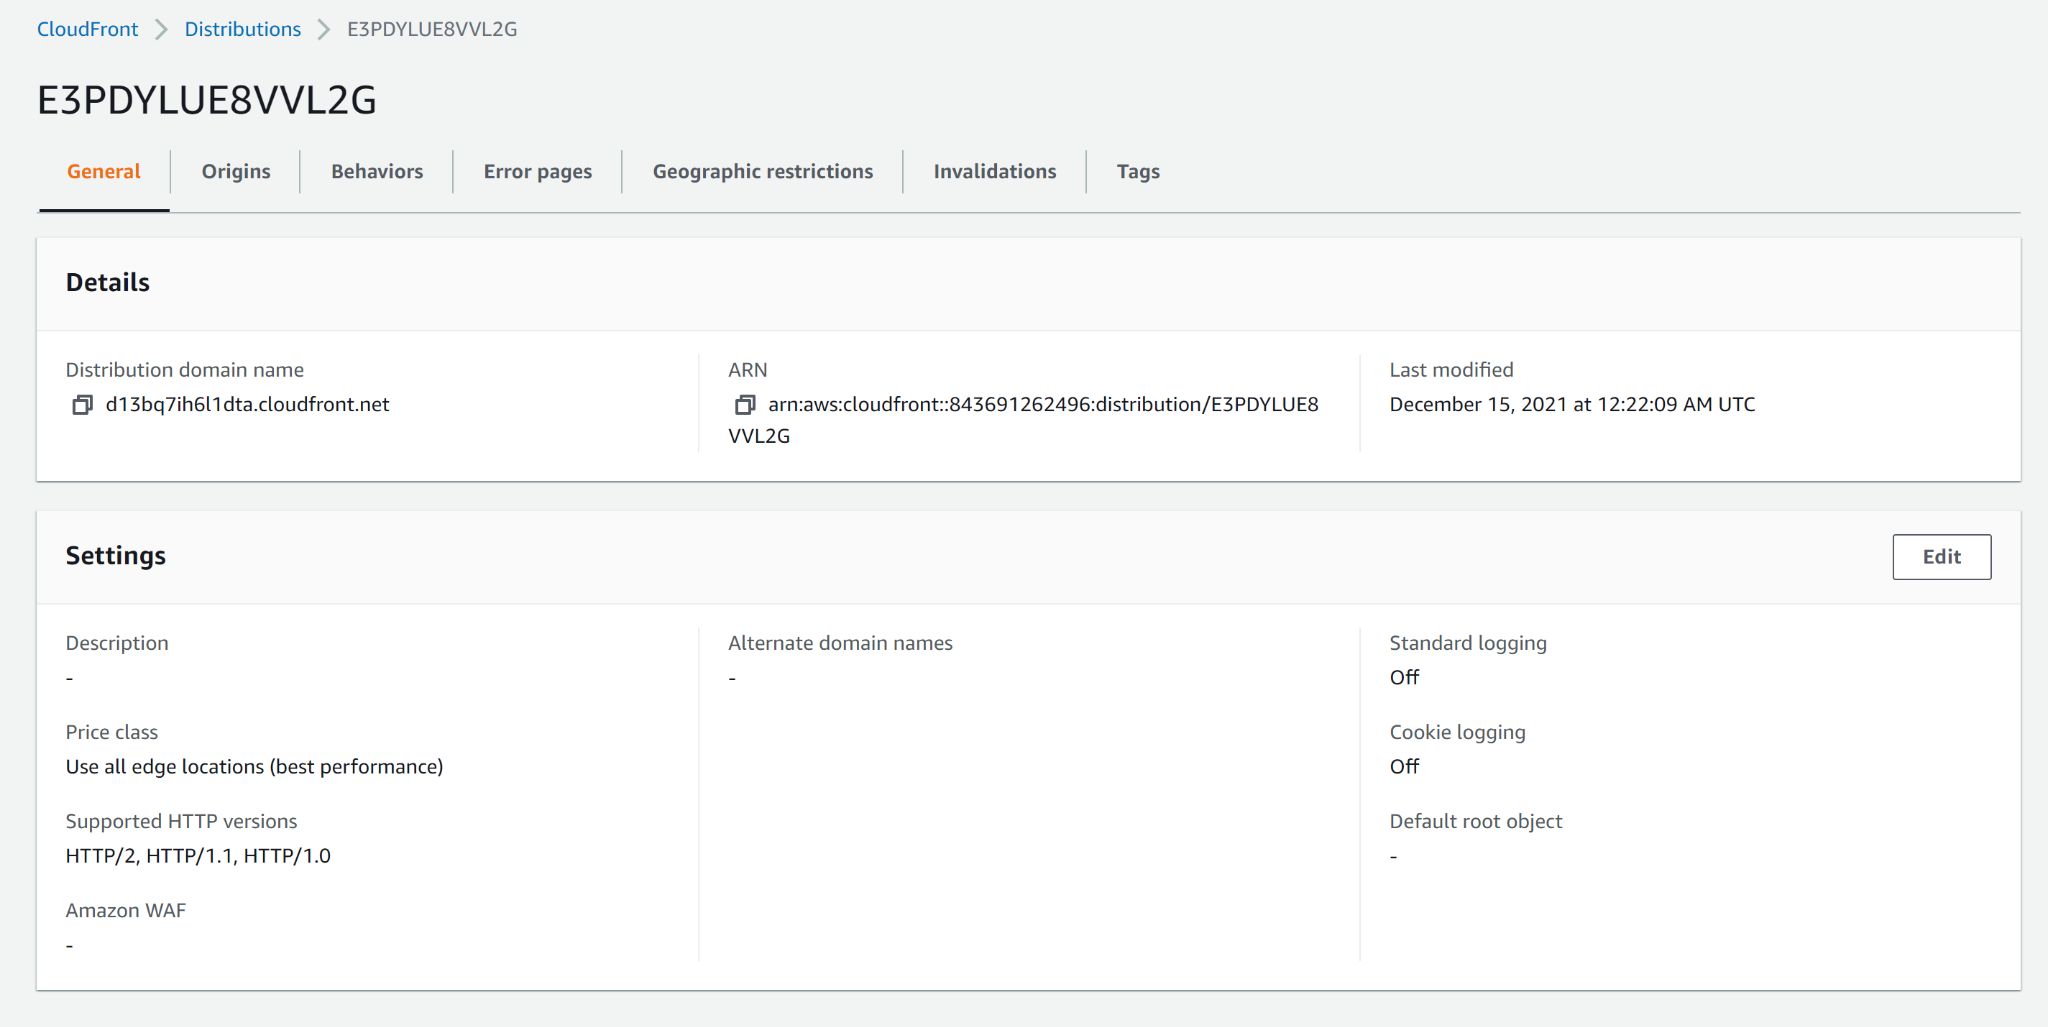 CloudFront > Distributions > E3PDYLUE8VVL2G
E3PDYLUE8VVL2G
General Origins Behaviors Error pages Geographic restrictions Invalidations Tags
Details
Distribution domain name
d13bq7ih6l1dta.cloudfront.net
ARN
arn:aws:cloudfront::843691262496:distribution/E3PDYLUE8
VVL2G
Last modified
December 15, 2021 at 12:22:09 AM UTC
Settings
Edit
Description
-
Price class
Use all edge locations (best performance)
Supported HTTP versions
HTTP/2, HTTP/1.1, HTTP/1.0
Amazon WAF
-
Alternate domain names
-
Standard logging
Off
Cookie logging
Off
Default root object
-